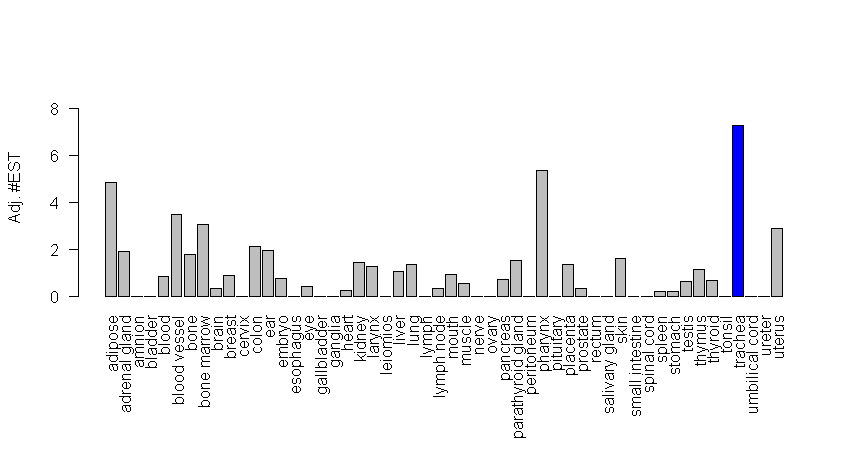 Adj. #EST
8
6
4
2
0
adipose
adrenal gland
amnion
bladder
blood
blood vessel
bone
bone marrow
brain
breast
cervix
colon
ear
embryo
esophagus
eye
gallbladder
ganglia
heart
kidney
larynx
leiomios
liver
lung
lymph
lymph node
mouth
muscle
nerve
ovary
pancreas
parathyroid gland
peritoneum
pharynx
pituitary
placenta
prostate
rectum
salivary gland
skin
small intestine
spinal cord
spleen
stomach
testis
thymus
thyroid
tonsil
trachea
umbilical cord
ureter
uterus